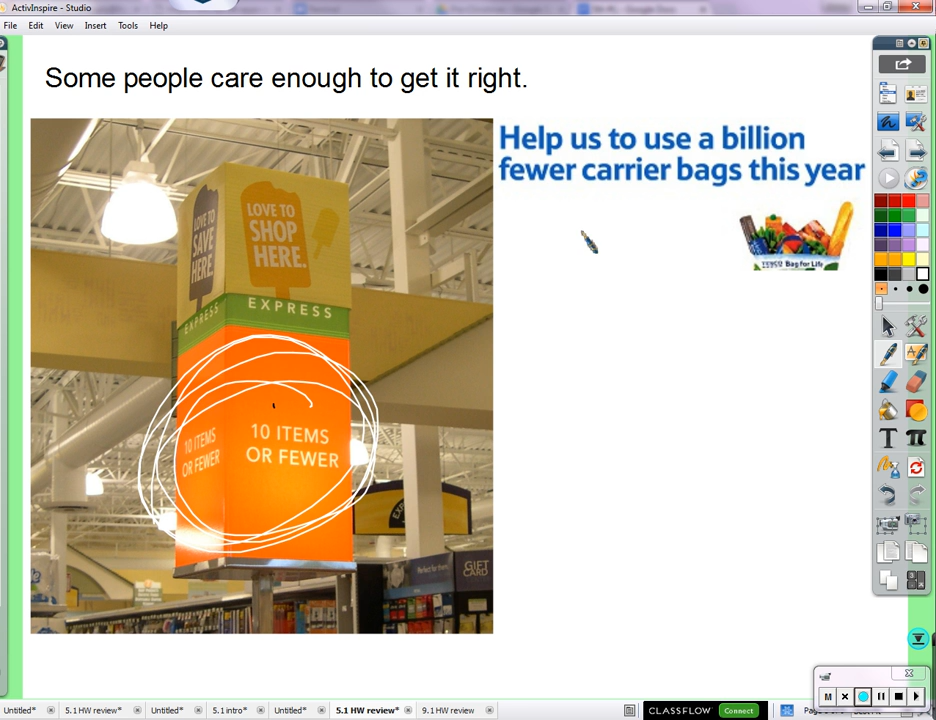 ActivInspire - Studio
File Edit View Insert Tools Help
Some people care enough to get it right.
Help us to use a billion
fewer carrier bags this year
Bag for Life
LOVE TO
SAVE
HERE.
LOVE TO
SHOP
HERE.
EXPRESS
EXPRESS
10 ITEMS
OR FEWER
10 ITEMS
OR FEWER
GIFT
CARD
Untitled* 5.1 HW review* Untitled* 5.1 intro* Untitled* 5.1 HW review* 9.1 HW review
CLASSFLOW Connect